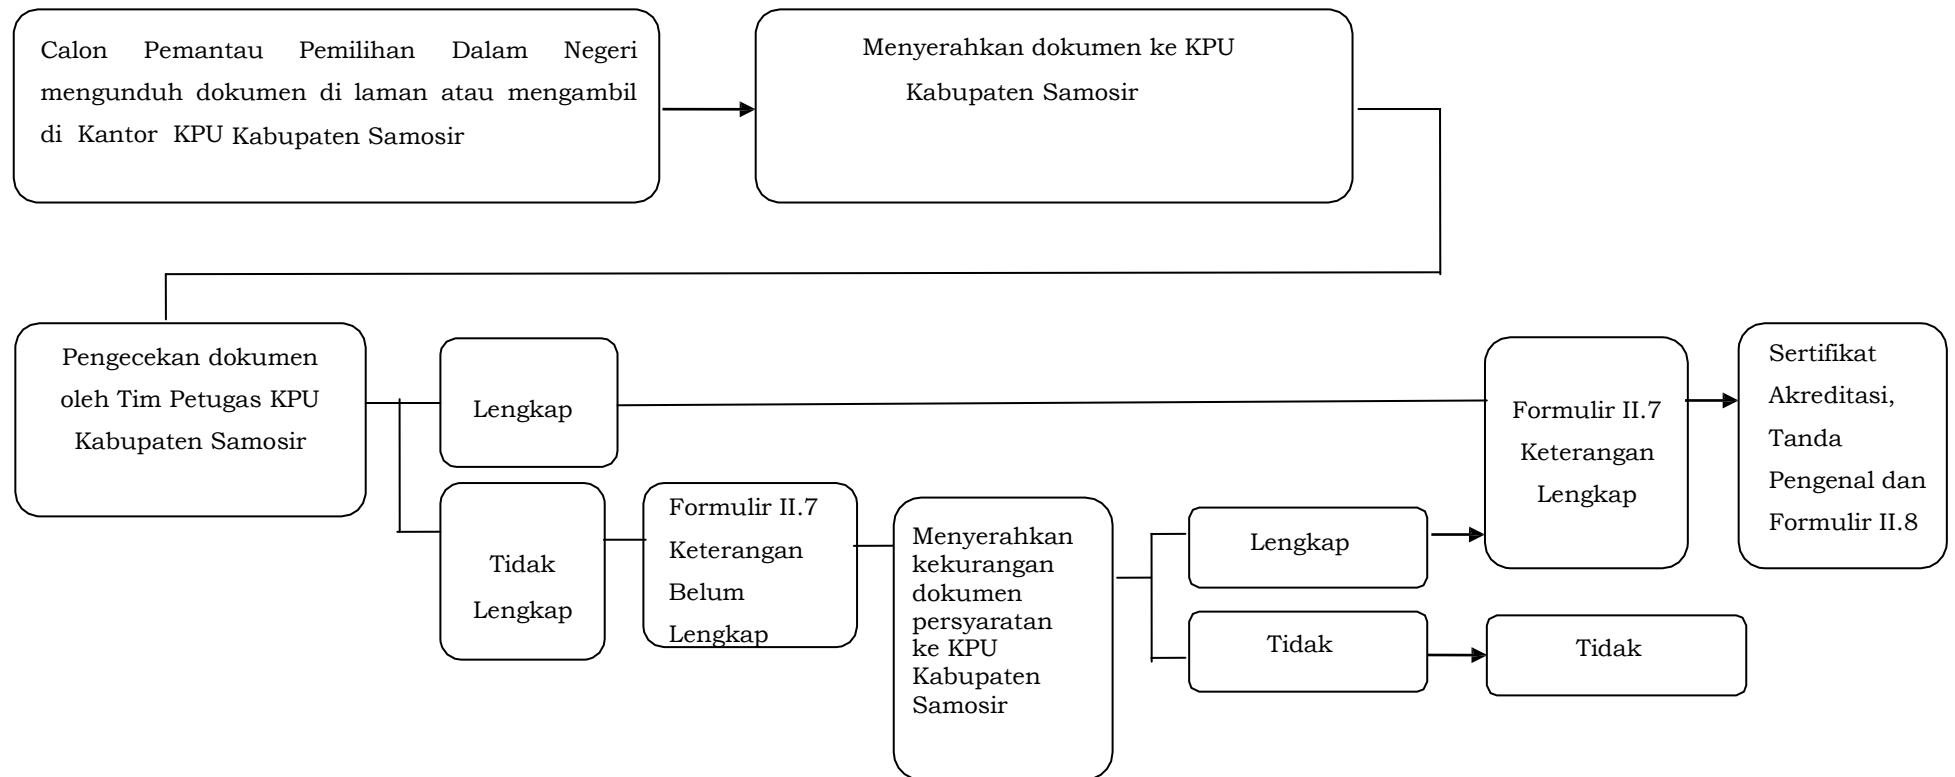 Calon Pemantau Pemilihan Dalam Negeri
mengunduh dokumen di laman atau mengambil
di Kantor KPU Kabupaten Samosir
Menyerahkan dokumen ke KPU
Kabupaten Samosir
Pengecekan dokumen
oleh Tim Petugas KPU
Kabupaten Samosir
Lengkap
Tidak
Lengkap
Formulir II.7
Keterangan
Belum
Lengkap
Menyerahkan
kekurangan
dokumen
persyaratan
ke KPU
Kabupaten
Samosir
Lengkap
Tidak
Formulir II.7
Keterangan
Lengkap
Tidak
Sertifikat
Akreditasi,
Tanda
Pengenal dan
Formulir II.8